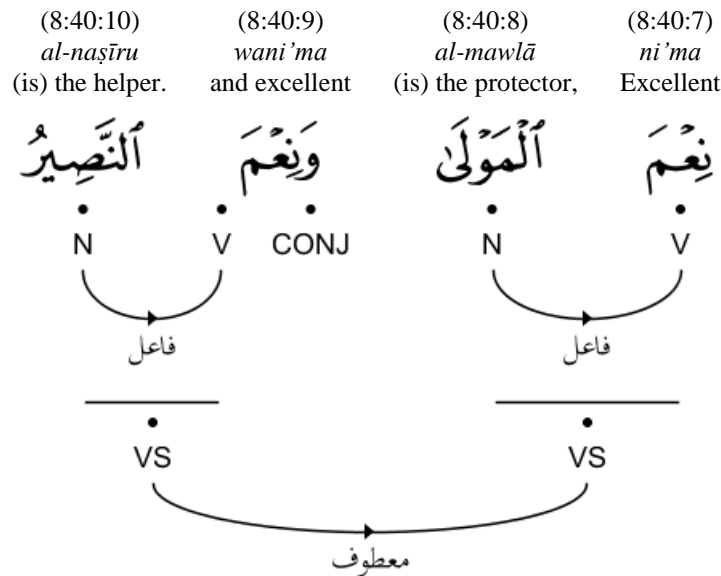 (8:40:10) (8:40:9) (8:40:8) (8:40:7)
al-naṣīru wani’ma al-mawlā ni’ma
(is) the helper. and excellent (is) the protector, Excellent
نِعْمَ ٱلْمَوْلَىٰ وَنِعْمَ ٱلنَّصِيرُ
N V CONJ N V
فاعل فاعل
VS VS
معطوف